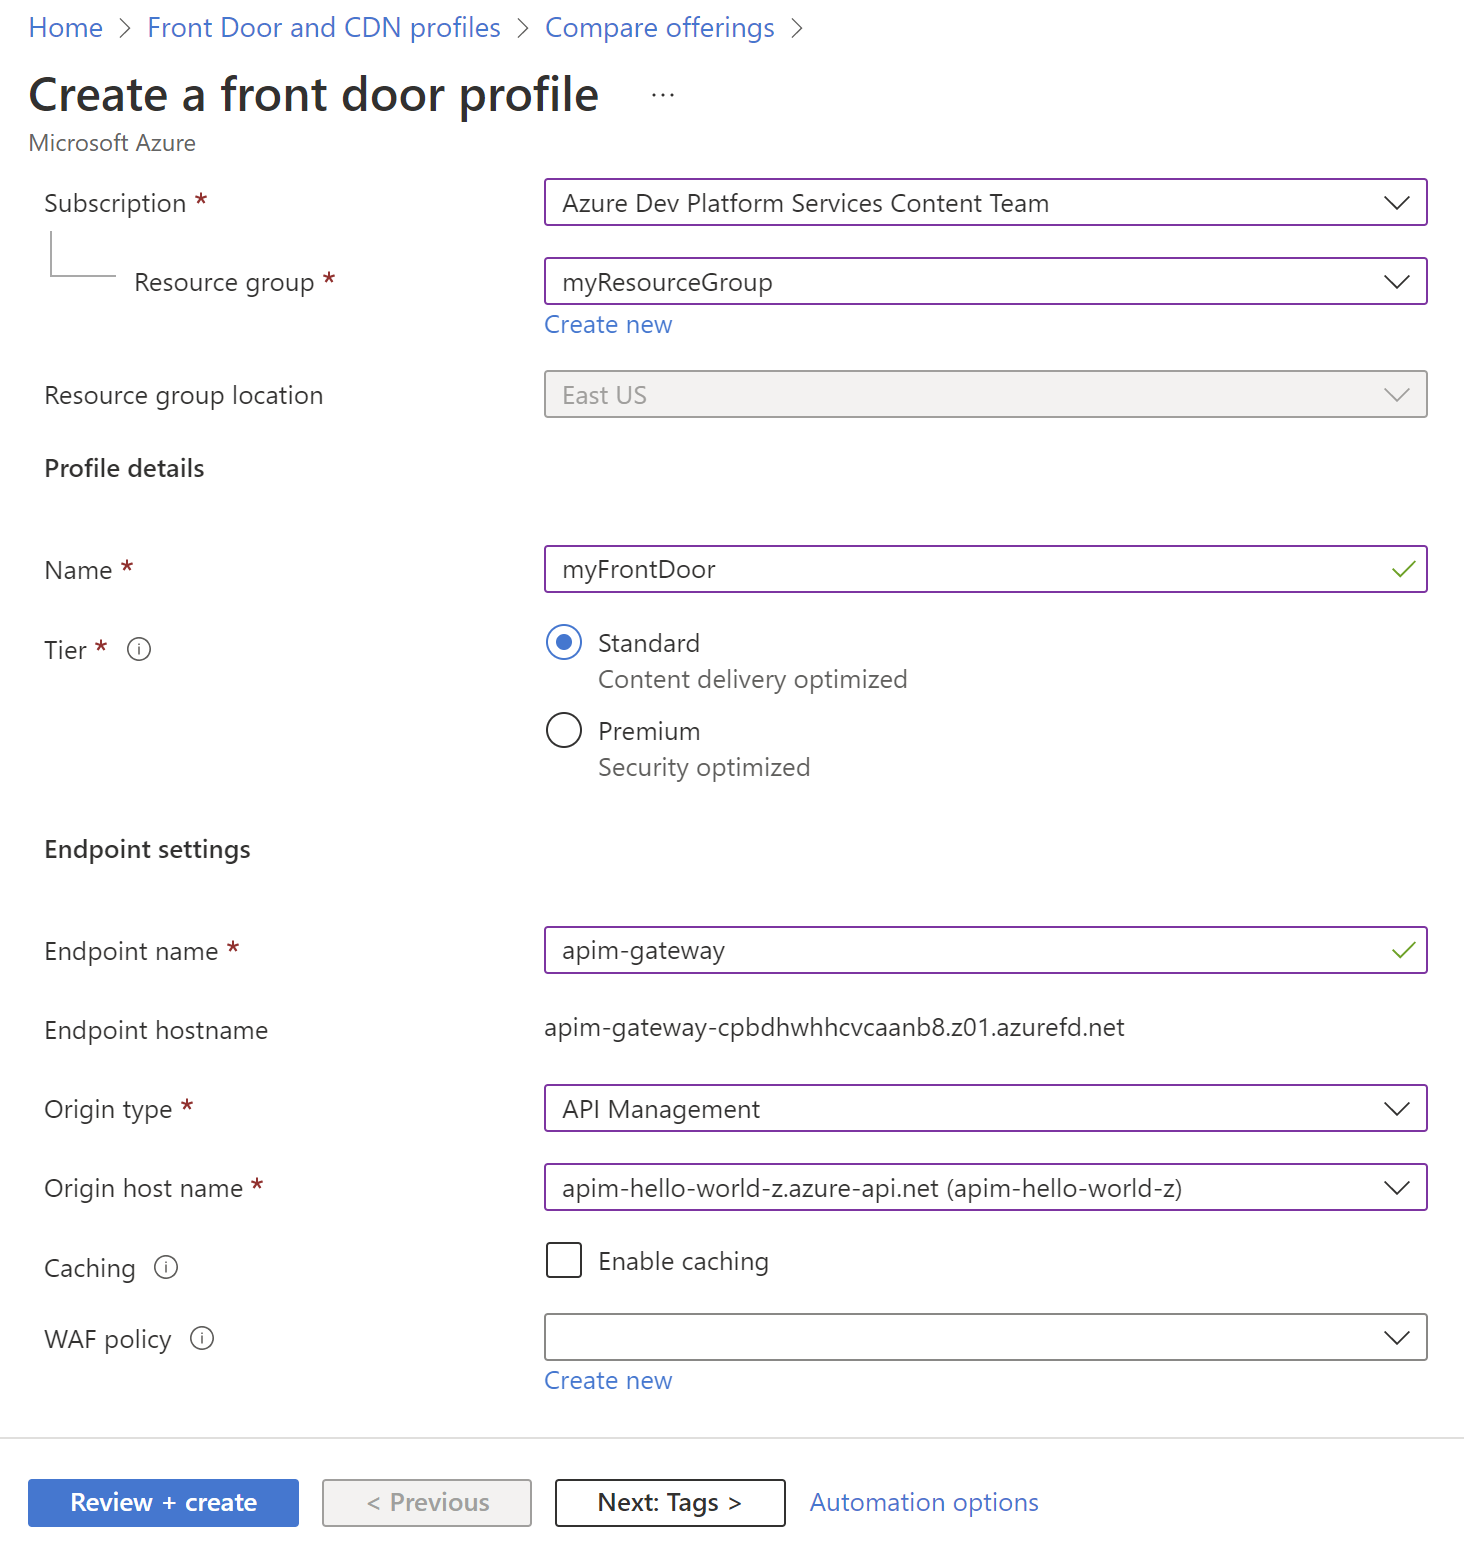 Home > Front Door and CDN profiles > Compare offerings >
Create a front door profile ...
Microsoft Azure
Subscription * Azure Dev Platform Services Content Team
Resource group * myResourceGroup
Create new
Resource group location East US
Profile details
Name * myFrontDoor
Tier * Standard
Content delivery optimized
Premium
Security optimized
Endpoint settings
Endpoint name * apim-gateway
Endpoint hostname apim-gateway-cpbdhwhhcvcaanb8.z01.azurefd.net
Origin type * API Management
Origin host name * apim-hello-world-z.azure-api.net (apim-hello-world-z)
Caching Enable caching
WAF policy
Create new
Review + create < Previous Next: Tags > Automation options